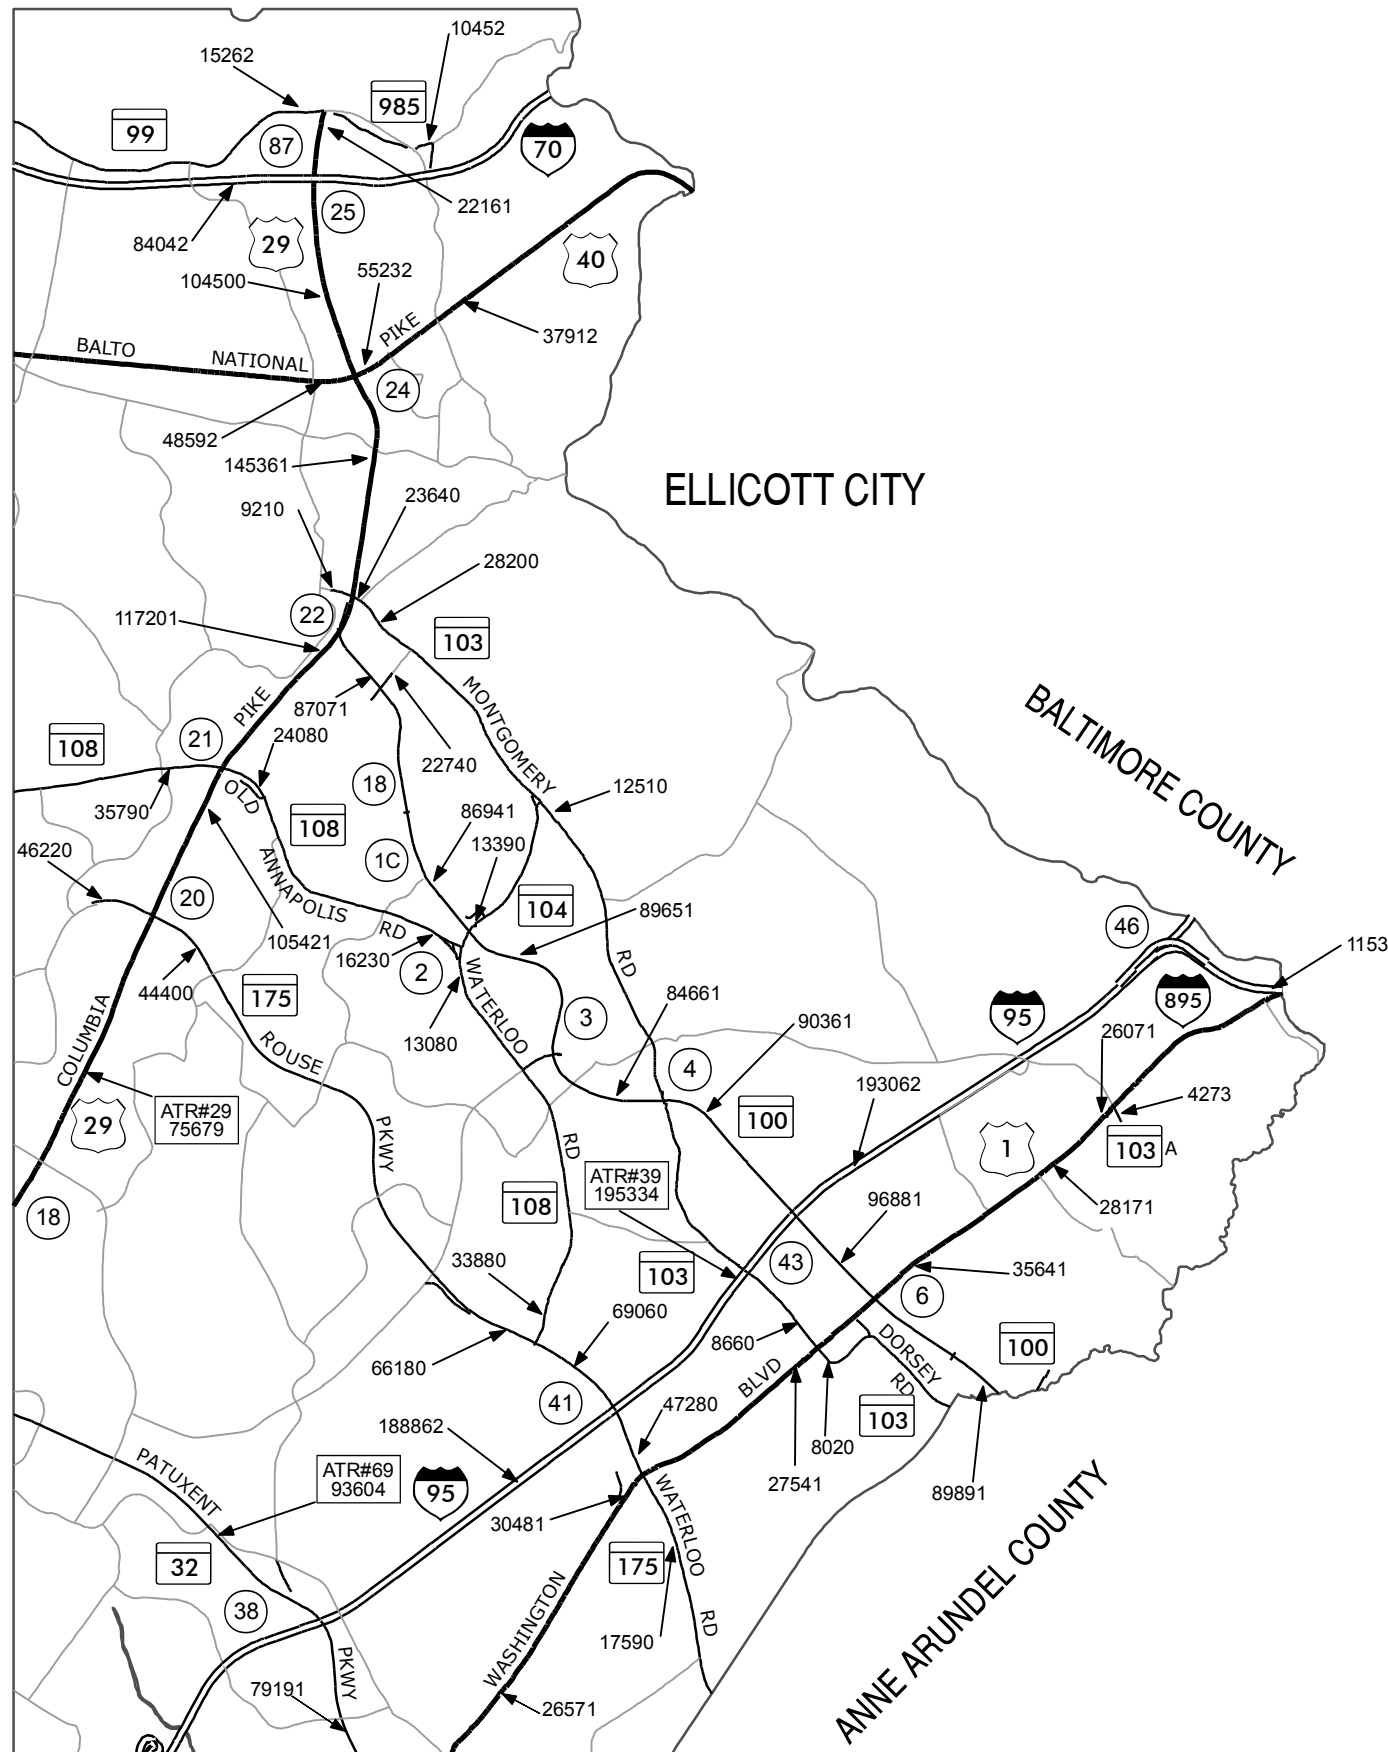 10452
15262
985
99
87
70
22161
25
84042
29
40
55232
104500
37912
PIKE
BALTO
NATIONAL
24
48592
145361
ELLICOTT CITY
9210
23640
28200
22
117201
103
MONTGOMERY
87071
PIKE
BALTIMORE COUNTY
21
24080
108
22740
18
OLD
12510
35790
108
86941
13390
46220
1C
ANNAPOLIS
20
104
89651
RD
46
105421
16230
2
RD
1153
WATERLOO
44400
175
84661
895
95
3
90361
26071
COLUMBIA
13080
ROUSE
4
193062
4273
ATR#29
75679
29
100
PKWY
1
103 A
RD
ATR#39
195334
108
96881
28171
18
33880
103
43
35641
69060
6
8660
66180
DORSEY
100
BLVD
RD
41
47280
103
188862
8020
PATUXENT
ATR#69
93604
95
27541
89891
WATERLOO
30481
ANNE ARUNDEL COUNTY
32
175
38
WASHINGTON
RD
17590
PKWY
79191
26571